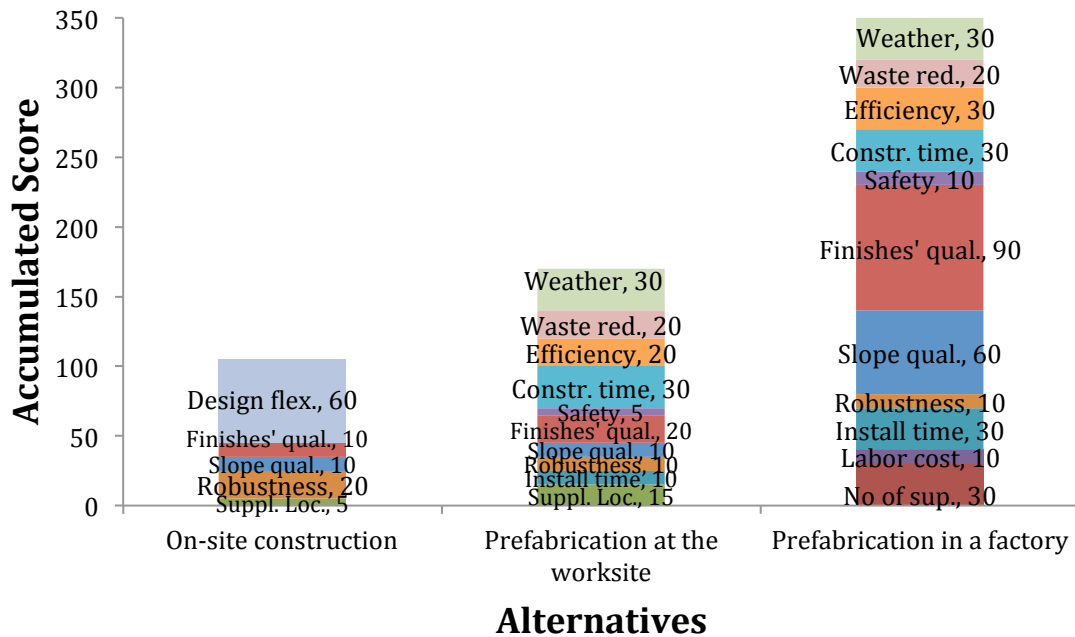 Accumulated Score
350
300
250
200
150
100
50
0
Design flex., 60
Finishes' qual., 10
Slope qual., 10
Robustness, 20
Suppl. Loc., 5
Weather, 30
Waste red., 20
Efficiency, 20
Constr. time, 30
Safety, 5
Finishes' qual., 20
Slope qual., 10
Robustness, 10
Install time, 10
Suppl. Loc., 15
Weather, 30
Waste red., 20
Efficiency, 30
Constr. time, 30
Safety, 10
Finishes' qual., 90
Slope qual., 60
Robustness, 10
Install time, 30
Labor cost, 10
No of sup., 30
On-site construction
Prefabrication at the
worksite
Prefabrication in a factory
Alternatives